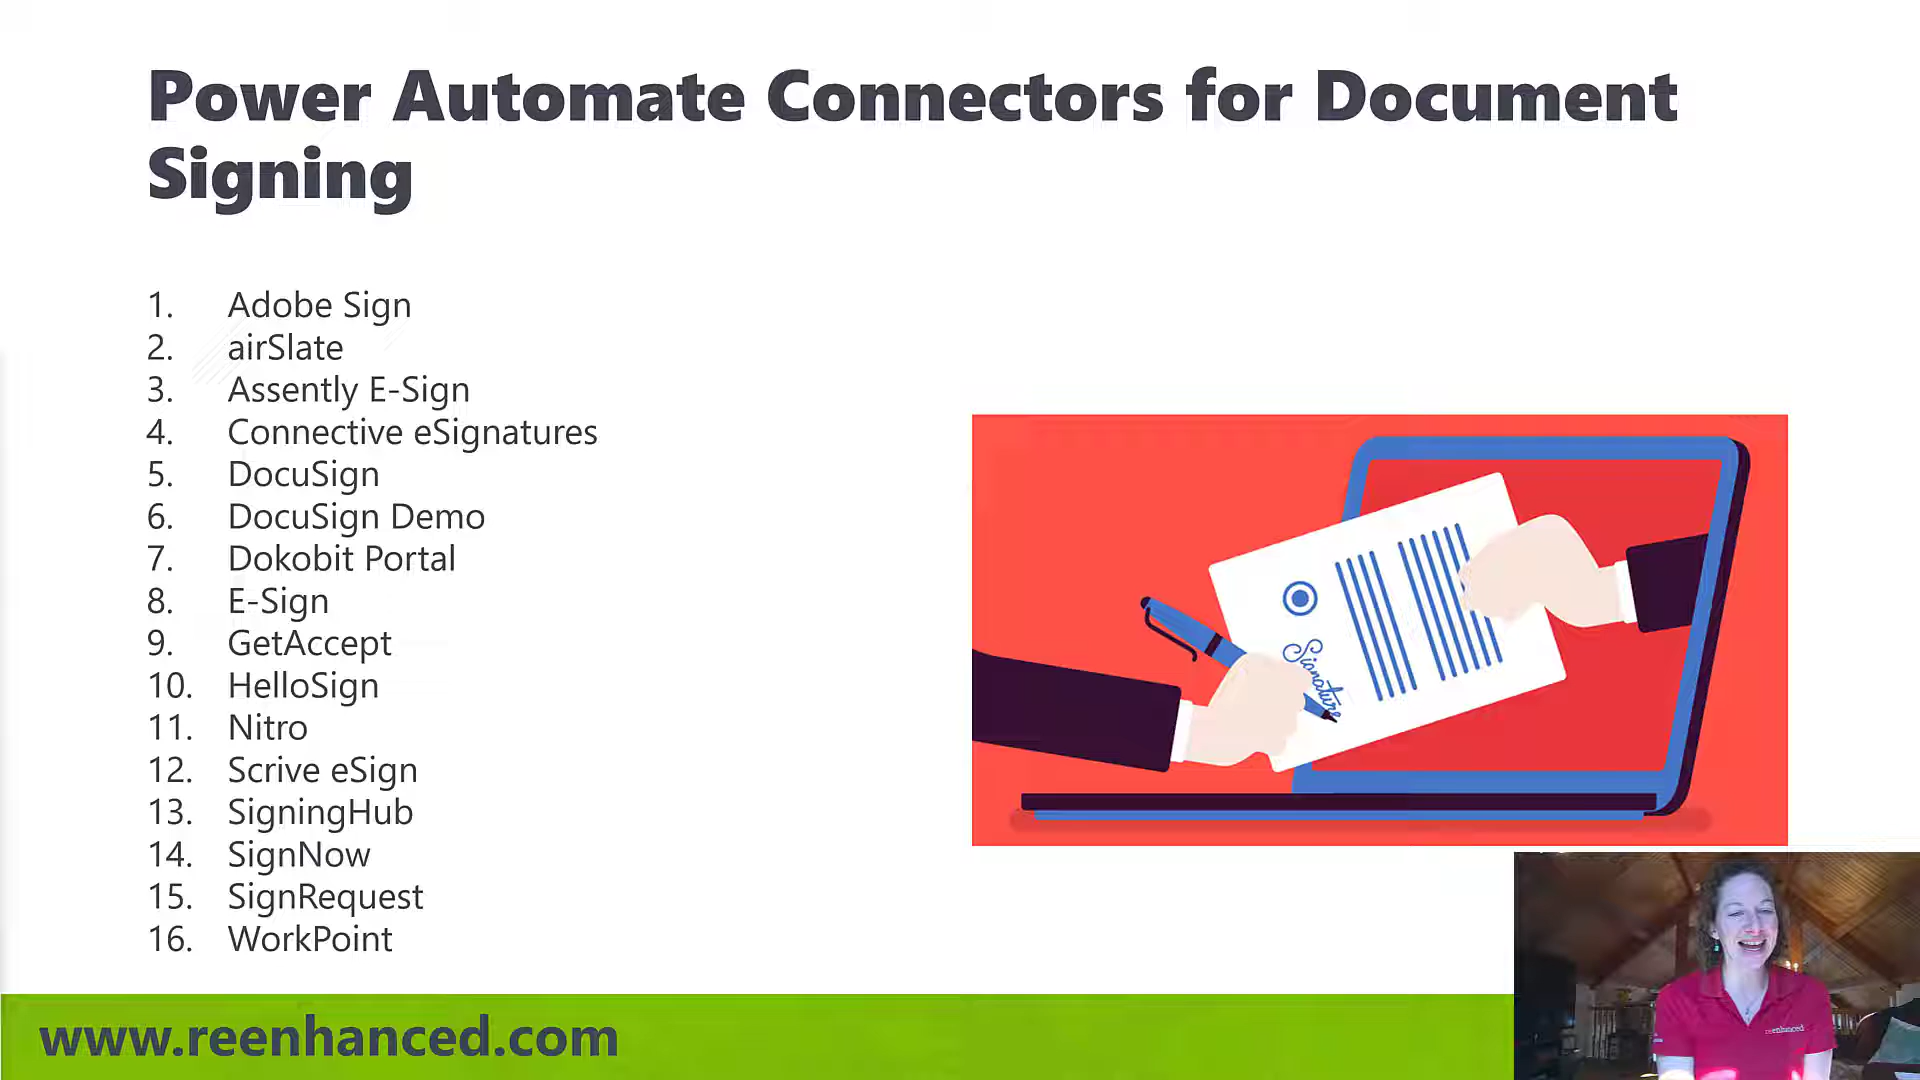 Power Automate Connectors for Document
Signing
1. Adobe Sign
2. airSlate
3. Assently E-Sign
4. Connective eSignatures
5. DocuSign
6. DocuSign Demo
7. Dokobit Portal
8. E-Sign
9. GetAccept
10. HelloSign
11. Nitro
12. Scrive eSign
13. SigningHub
14. SignNow
15. SignRequest
16. WorkPoint
Signature
www.reenhanced.com
reenhanced